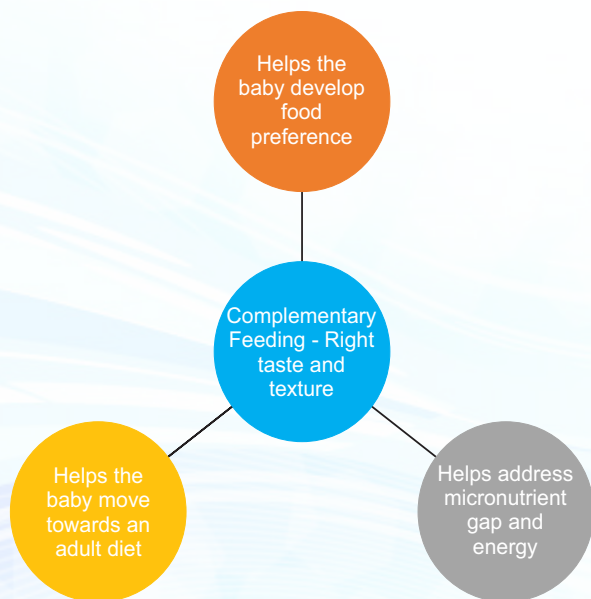 Helps the
baby develop
food
preference
Complementary
Feeding - Right
taste and
texture
Helps the
baby move
towards an
adult diet
Helps address
micronutrient
gap and
energy